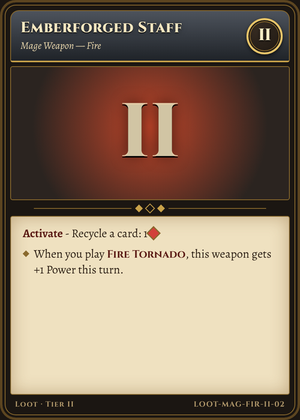 Emberforged Staff
Mage Weapon — Fire
II
II
Activate - Recycle a card: 1
When you play Fire Tornado, this weapon gets
+1 Power this turn.
Loot · Tier II
LOOT-MAG-FIR-II-02